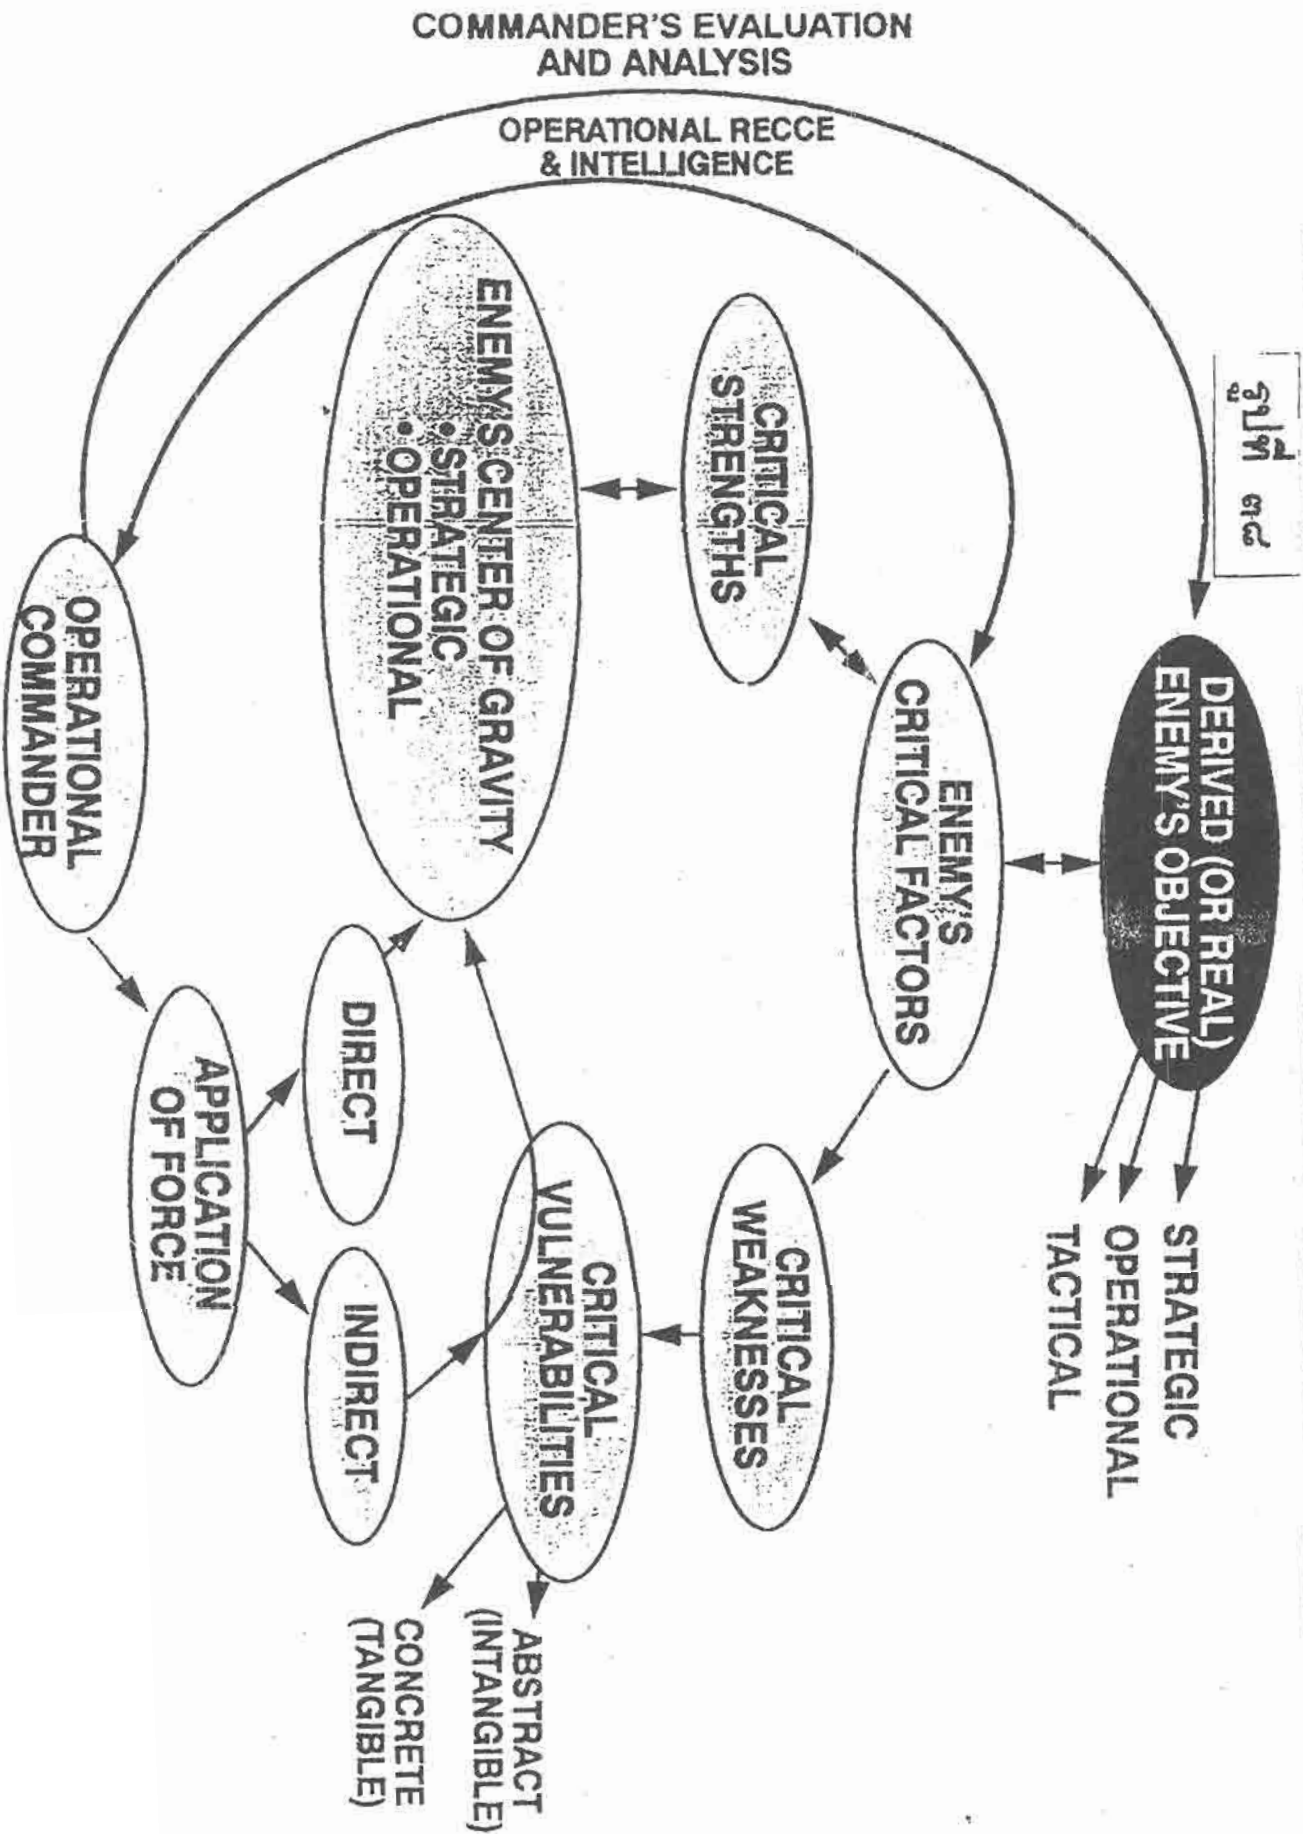 รูปที่ ๓๘
COMMANDER'S EVALUATION
AND ANALYSIS
OPERATIONAL RECCE
& INTELLIGENCE
DERIVED (OR REAL)
ENEMY'S OBJECTIVE
STRATEGIC
OPERATIONAL
TACTICAL
ENEMY'S
CRITICAL FACTORS
CRITICAL
STRENGTHS
CRITICAL
WEAKNESSES
ENEMY'S CENTER OF GRAVITY
• STRATEGIC
• OPERATIONAL
CRITICAL
VULNERABILITIES
ABSTRACT
(INTANGIBLE)
CONCRETE
(TANGIBLE)
DIRECT
INDIRECT
APPLICATION
OF FORCE
OPERATIONAL
COMMANDER